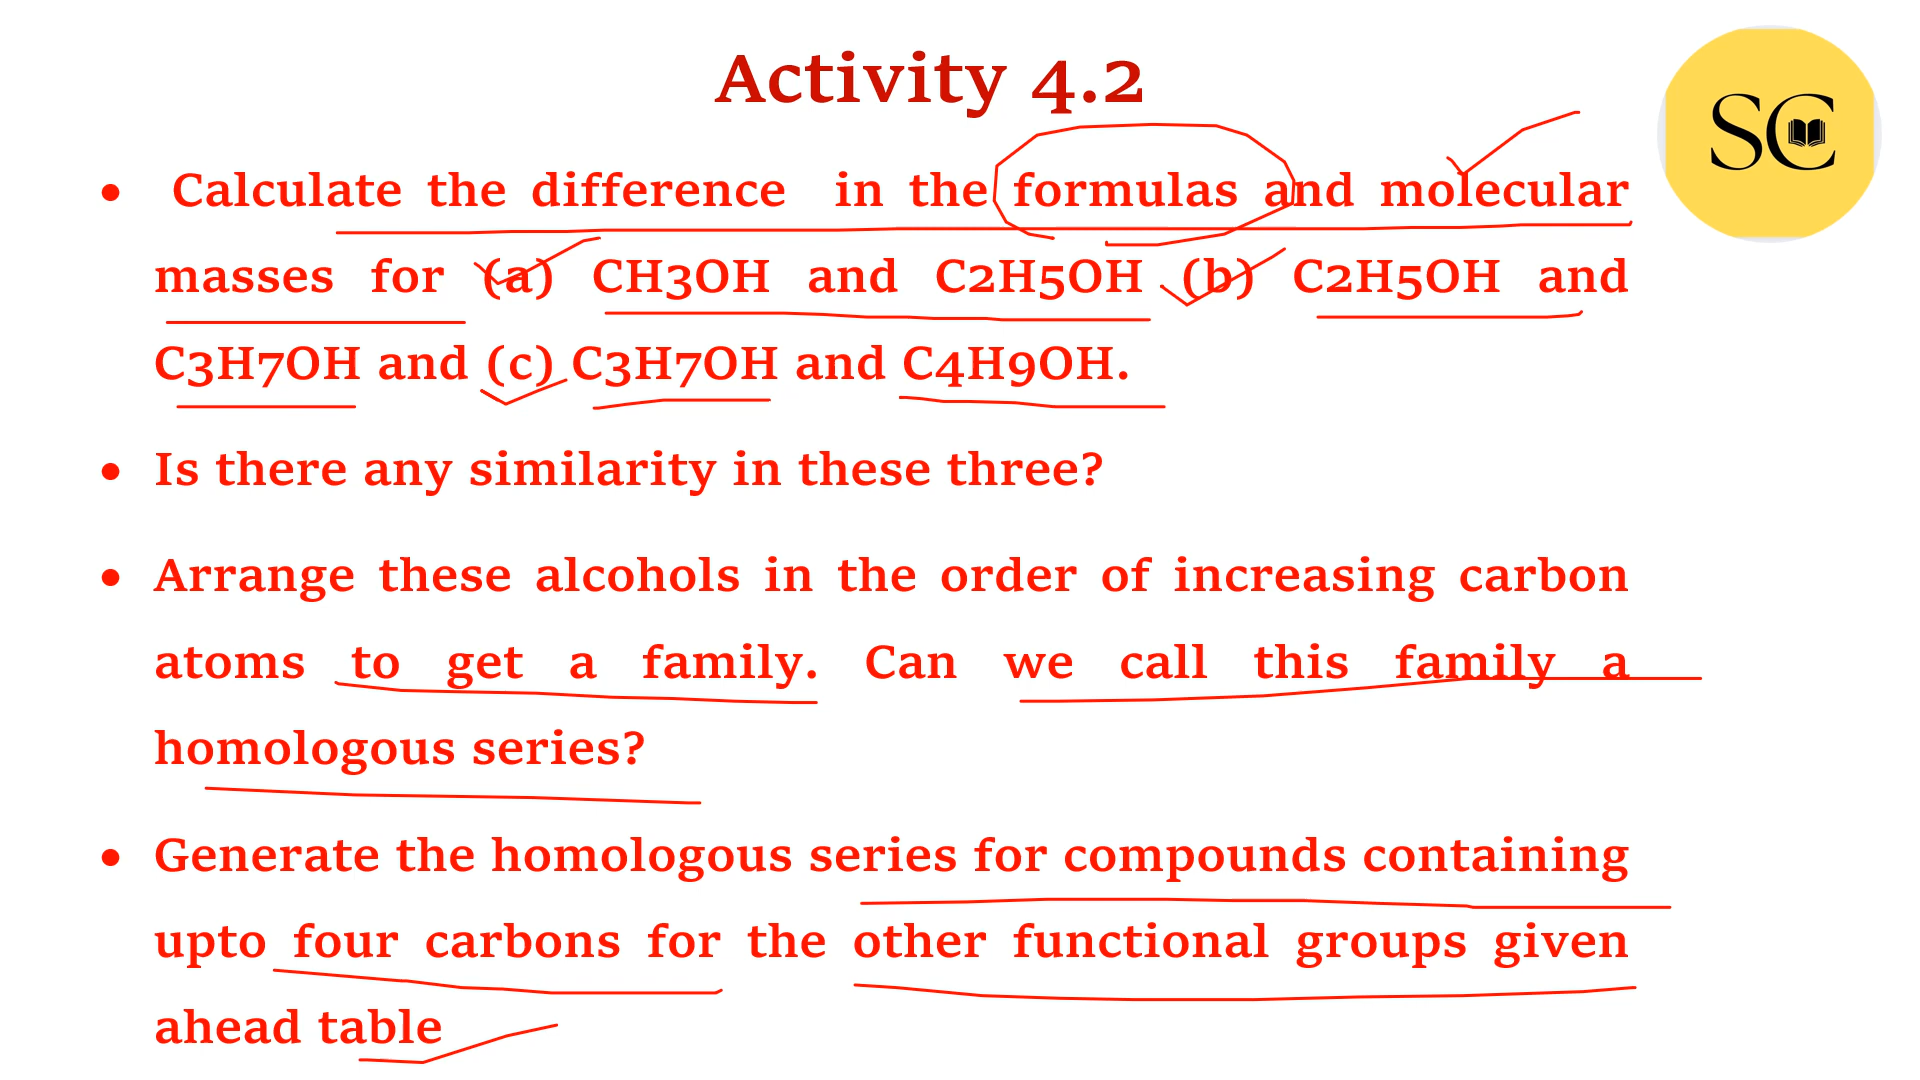 Activity 4.2
SC
• Calculate the difference in the formulas and molecular
masses for (a) CH3OH and C2H5OH (b) C2H5OH and
C3H7OH and (c) C3H7OH and C4H9OH.
• Is there any similarity in these three?
• Arrange these alcohols in the order of increasing carbon
atoms to get a family. Can we call this family a
homologous series?
• Generate the homologous series for compounds containing
upto four carbons for the other functional groups given
ahead table